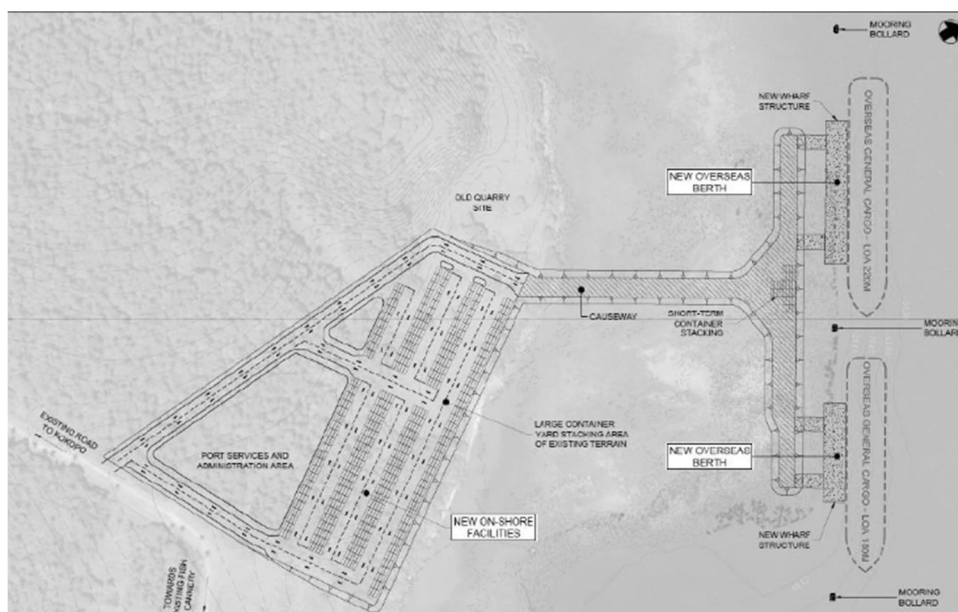 MOORING
BOLLARD
NEW WHARF
STRUCTURE
OVERSEAS GENERAL CARGO - LOA 220M
NEW OVERSEAS
BERTH
OLD QUARRY
SITE
CAUSEWAY
SHORT-TERM
CONTAINER
STACKING
MOORING
BOLLARD
OVERSEAS GENERAL CARGO - LOA
EXISTING ROAD
TO KOKOPO
PORT SERVICES AND
ADMINISTRATION AREA
LARGE CONTAINER
YARD STACKING AREA
OF EXISTING TERRAIN
NEW OVERSEAS
BERTH
NEW ON-SHORE
FACILITIES
NEW WHARF
STRUCTURE
TOWARDS
EXISTING FISH
CANNERY
MOORING
BOLLARD